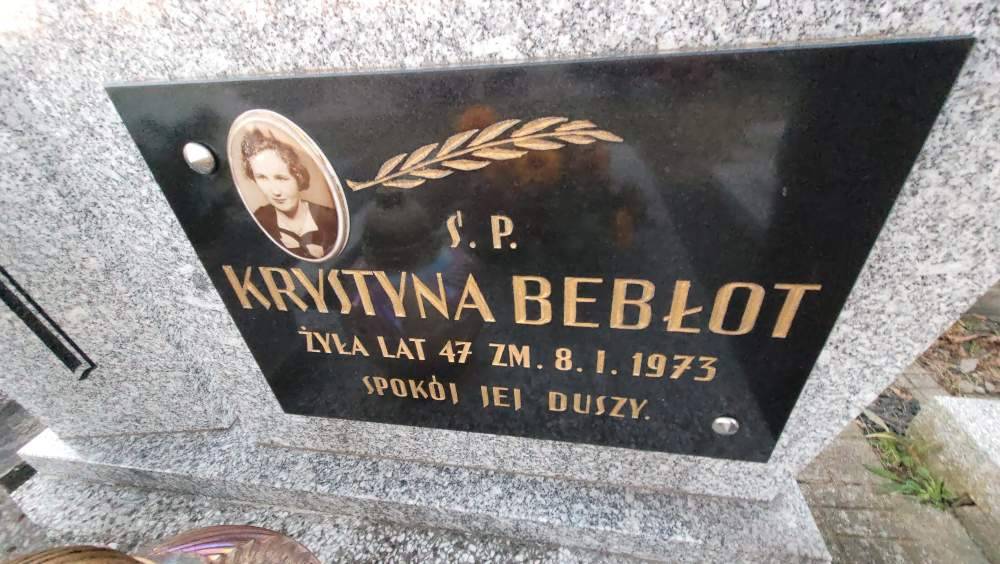 Ś. P.
KRYSTYNA BEBŁOT
ŻYŁA LAT 47 ZM. 8. I. 1973
SPOKÓJ JEJ DUSZY.